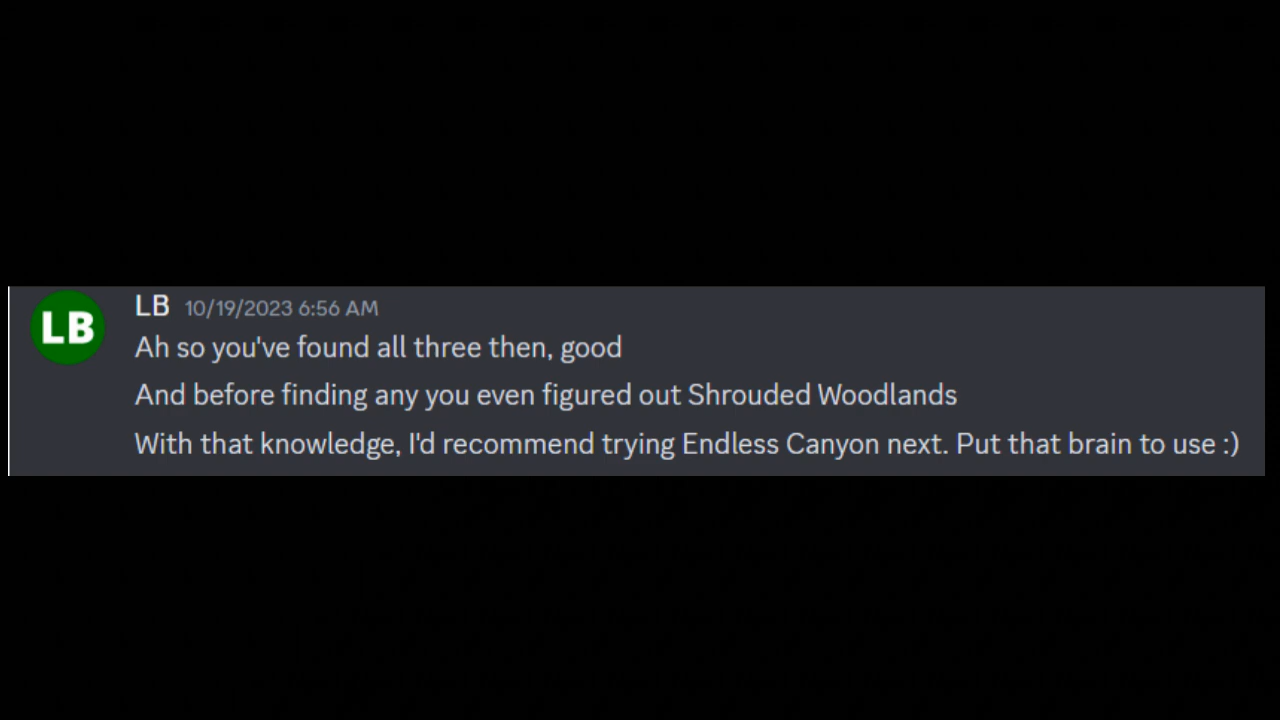 LB
LB 10/19/2023 6:56 AM
Ah so you've found all three then, good
And before finding any you even figured out Shrouded Woodlands
With that knowledge, I'd recommend trying Endless Canyon next. Put that brain to use :)